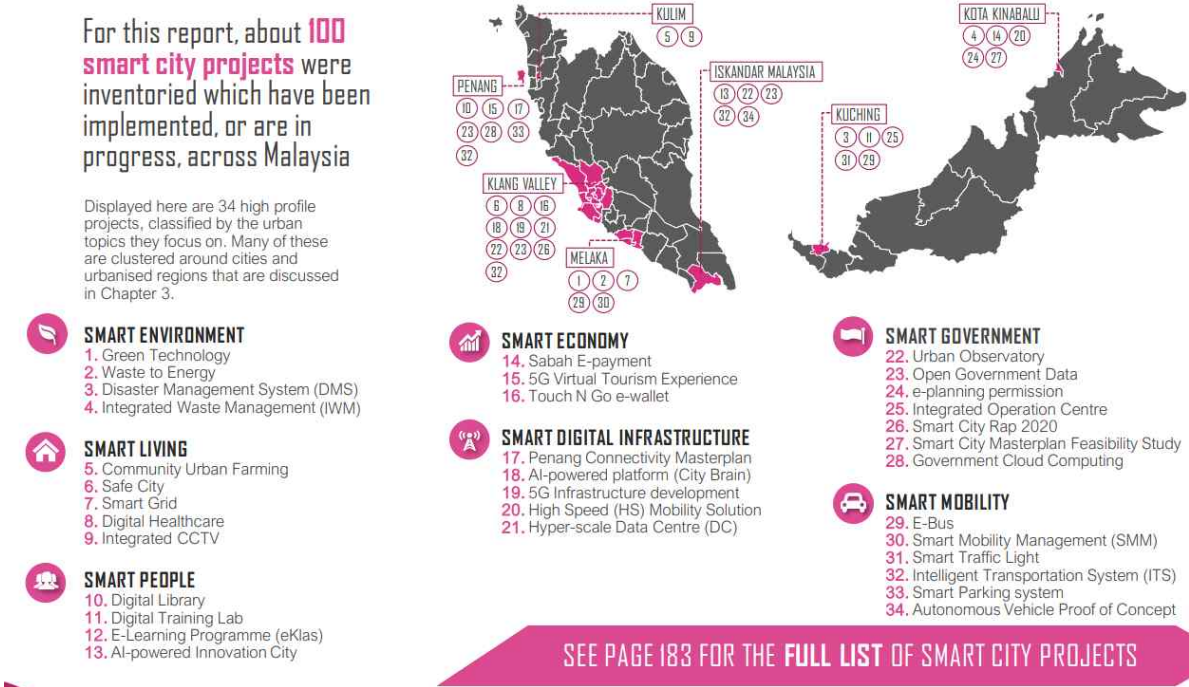 For this report, about 100
smart city projects were
inventoried which have been
implemented, or are in
progress, across Malaysia
Displayed here are 34 high profile
projects, classified by the urban
topics they focus on. Many of these
are clustered around cities and
urbanised regions that are discussed
in Chapter 3.
KULIM
5 9
PENANG
10 15 17
23 28 33
32
ISKANDAR MALAYSIA
13 22 23
32 34
KLANG VALLEY
6 8 16
18 19 21
22 23 26
32
MELAKA
1 2 7
29 30
KOTA KINABALU
4 14 20
24 27
KUCHING
3 11 25
31 29
SMART ENVIRONMENT
1. Green Technology
2. Waste to Energy
3. Disaster Management System (DMS)
4. Integrated Waste Management (IWM)
SMART LIVING
5. Community Urban Farming
6. Safe City
7. Smart Grid
8. Digital Healthcare
9. Integrated CCTV
SMART PEOPLE
10. Digital Library
11. Digital Training Lab
12. E-Learning Programme (eKlas)
13. AI-powered Innovation City
SMART ECONOMY
14. Sabah E-payment
15. 5G Virtual Tourism Experience
16. Touch N Go e-wallet
SMART DIGITAL INFRASTRUCTURE
17. Penang Connectivity Masterplan
18. AI-powered platform (City Brain)
19. 5G Infrastructure development
20. High Speed (HS) Mobility Solution
21. Hyper-scale Data Centre (DC)
SMART GOVERNMENT
22. Urban Observatory
23. Open Government Data
24. e-planning permission
25. Integrated Operation Centre
26. Smart City Rap 2020
27. Smart City Masterplan Feasibility Study
28. Government Cloud Computing
SMART MOBILITY
29. E-Bus
30. Smart Mobility Management (SMM)
31. Smart Traffic Light
32. Intelligent Transportation System (ITS)
33. Smart Parking system
34. Autonomous Vehicle Proof of Concept
SEE PAGE 183 FOR THE FULL LIST OF SMART CITY PROJECTS